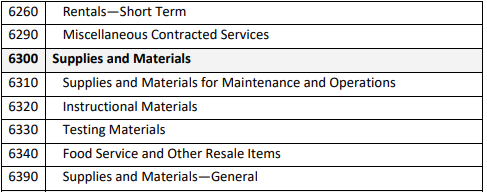 6260 Rentals—Short Term
6290 Miscellaneous Contracted Services
6300 Supplies and Materials
6310 Supplies and Materials for Maintenance and Operations
6320 Instructional Materials
6330 Testing Materials
6340 Food Service and Other Resale Items
6390 Supplies and Materials—General